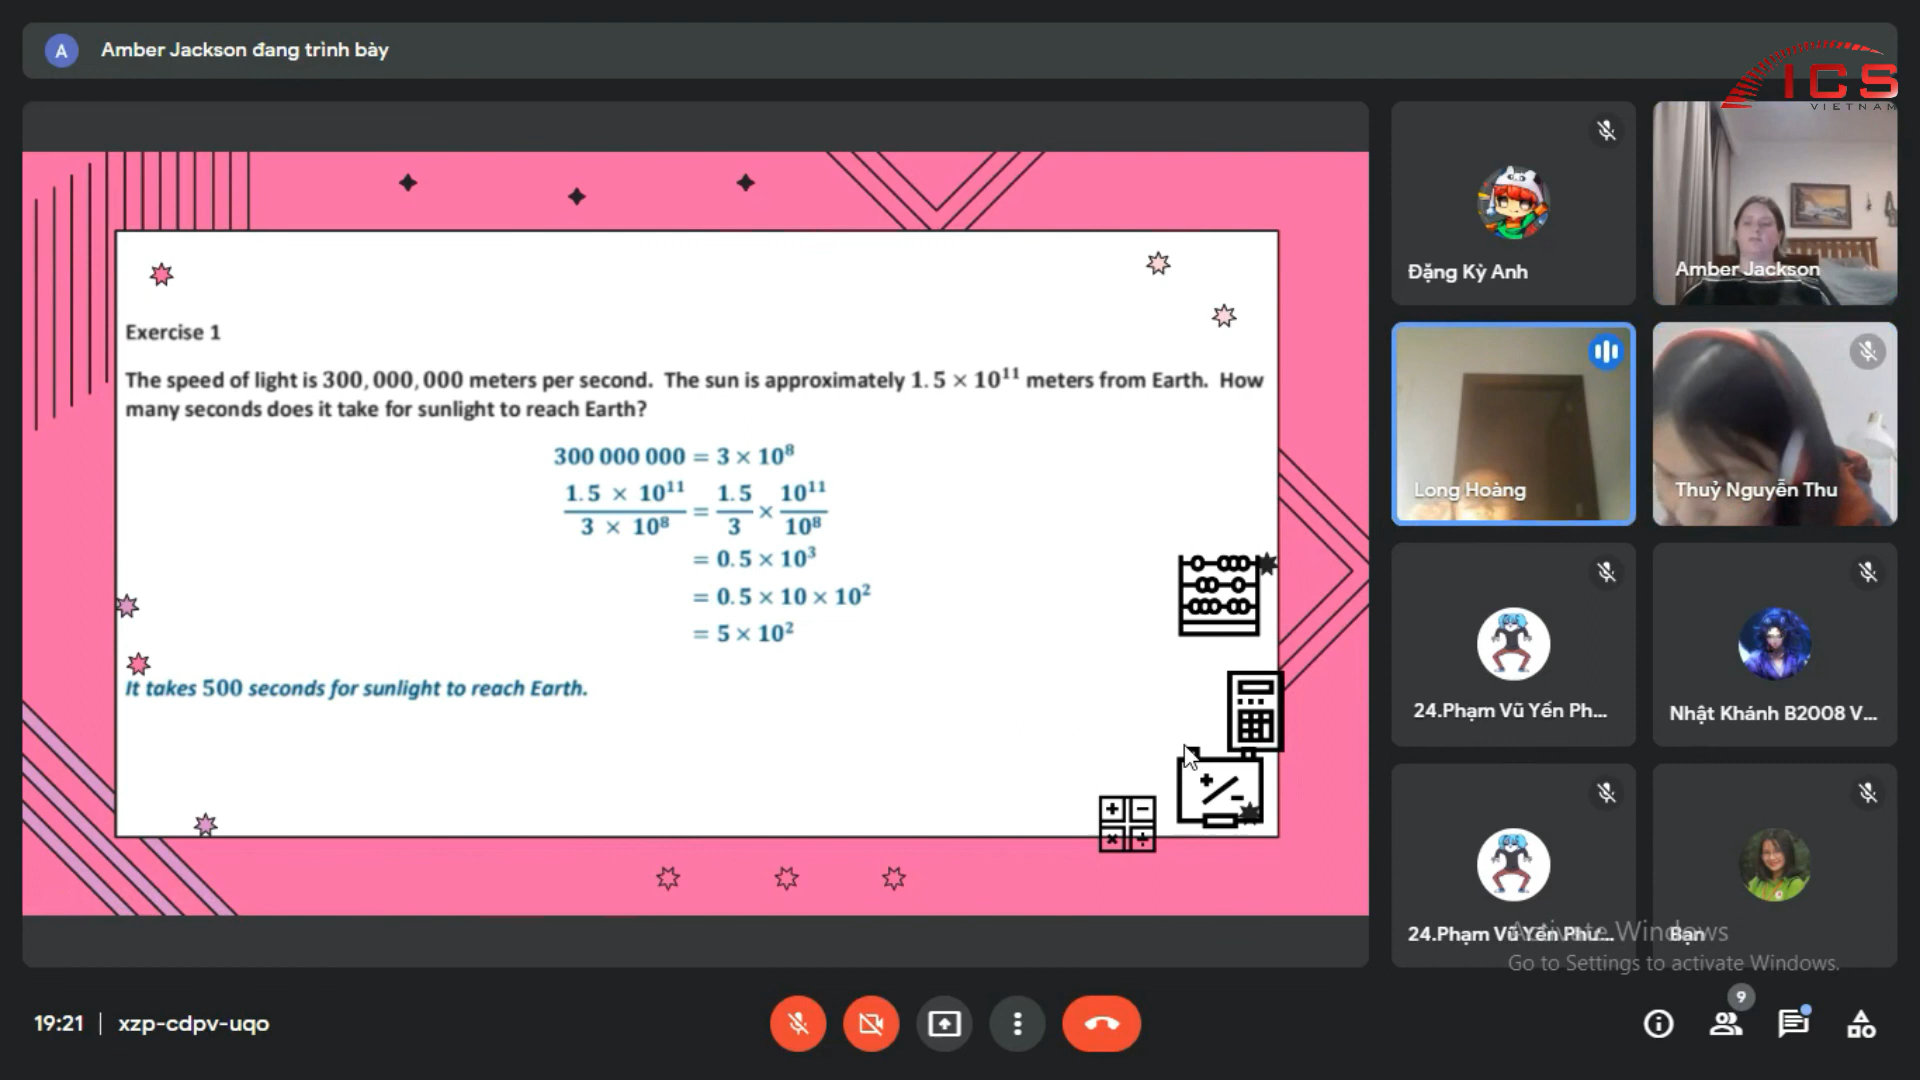 A Amber Jackson đang trình bày
ICS
VIETNAM
Exercise 1
The speed of light is 300,000,000 meters per second. The sun is approximately 1.5 × 10¹¹ meters from Earth. How
many seconds does it take for sunlight to reach Earth?
300 000 000 = 3 × 10⁸
1.5 × 10¹¹ / 3 × 10⁸ = 1.5 / 3 × 10¹¹ / 10⁸
= 0.5 × 10³
= 0.5 × 10 × 10²
= 5 × 10²
It takes 500 seconds for sunlight to reach Earth.
Đặng Kỳ Anh
Amber Jackson
Long Hoàng
Thuỷ Nguyễn Thu
24.Phạm Vũ Yến Ph...
Nhật Khánh B2008 V...
24.Phạm Vũ Yến Phư...
Bạn
Activate Windows
Go to Settings to activate Windows.
19:21 | xzp-cdpv-uqo
9